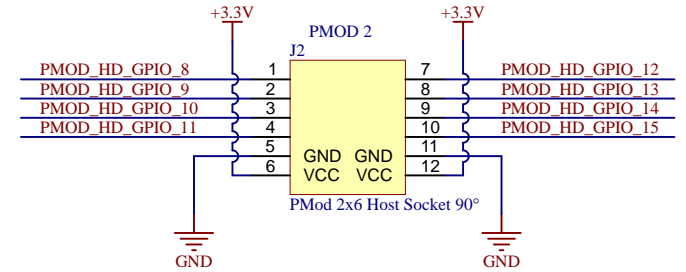 +3.3V +3.3V
PMOD 2
J2
PMOD_HD_GPIO_8 1 7 PMOD_HD_GPIO_12
PMOD_HD_GPIO_9 2 8 PMOD_HD_GPIO_13
PMOD_HD_GPIO_10 3 9 PMOD_HD_GPIO_14
PMOD_HD_GPIO_11 4 10 PMOD_HD_GPIO_15
5 GND GND 11
6 VCC VCC 12
PMod 2x6 Host Socket 90°
GND GND